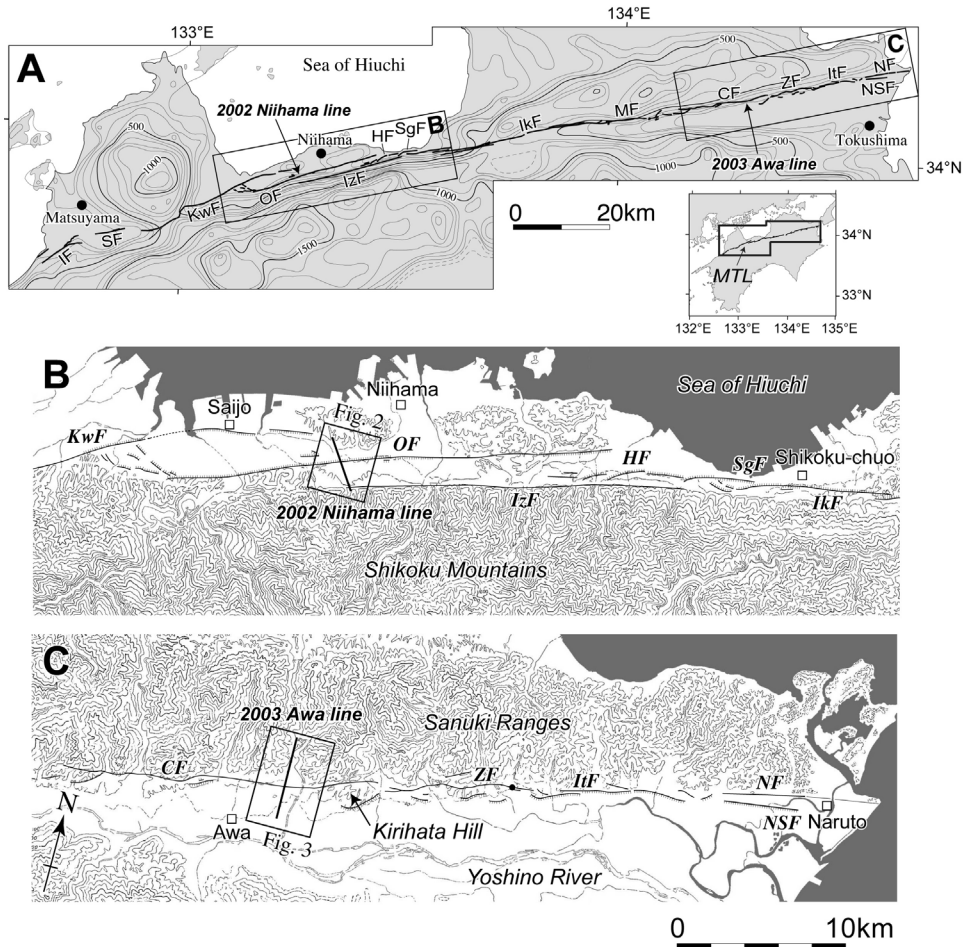 133°E
134°E
A
Sea of Hiuchi
500
C
NF
ItF
ZF
NSF
CF
2002 Niihama line
SgF
B
HF
Niihama
MF
IkF
500
Tokushima
500
2003 Awa line
34°N
1000
IzF
1000
OF
1000
Matsuyama
KwF
0 20km
SF
1500
IF
34°N
MTL
33°N
132°E 133°E 134°E 135°E
B
Niihama
Sea of Hiuchi
Saijo
Fig. 2
KwF
OF
HF
SgF
Shikoku-chuo
IkF
2002 Niihama line
IzF
Shikoku Mountains
C
2003 Awa line
Sanuki Ranges
CF
ZF
ItF
NF
N
Naruto
NSF
Awa
Kirihata Hill
Fig. 3
Yoshino River
0 10km